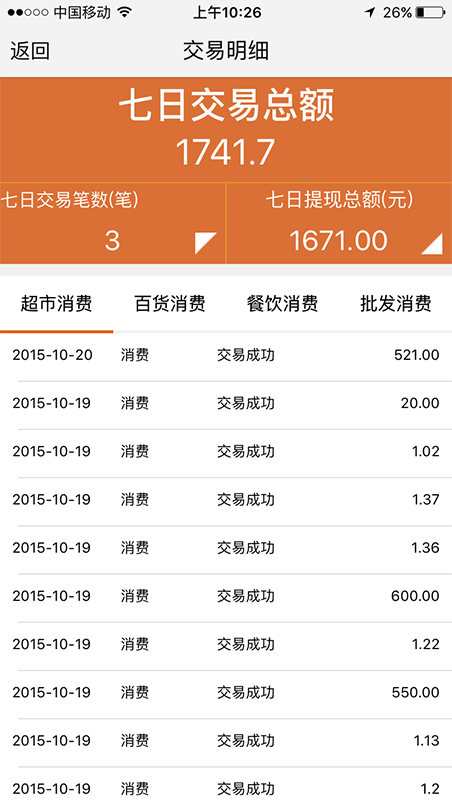 中国移动 上午10:26 26%
返回 交易明细
七日交易总额
1741.7
七日交易笔数(笔) 七日提现总额(元)
3 1671.00
超市消费 百货消费 餐饮消费 批发消费
2015-10-20 消费 交易成功 521.00
2015-10-19 消费 交易成功 20.00
2015-10-19 消费 交易成功 1.02
2015-10-19 消费 交易成功 1.37
2015-10-19 消费 交易成功 1.36
2015-10-19 消费 交易成功 600.00
2015-10-19 消费 交易成功 1.22
2015-10-19 消费 交易成功 550.00
2015-10-19 消费 交易成功 1.13
2015-10-19 消费 交易成功 1.2